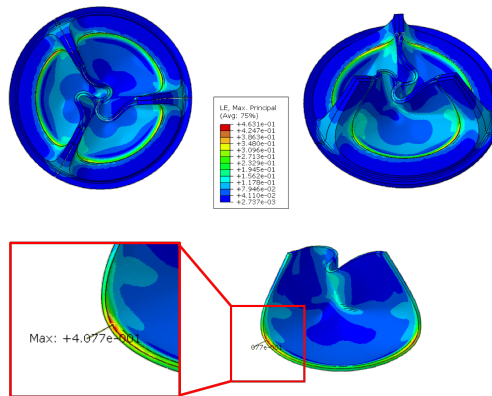 LE, Max. Principal
(Avg: 75%)
+4.631e-01
+4.247e-01
+3.863e-01
+3.480e-01
+3.096e-01
+2.713e-01
+2.329e-01
+1.945e-01
+1.562e-01
+1.178e-01
+7.946e-02
+4.110e-02
+2.737e-03
Max: +4.077e-001
077e-001